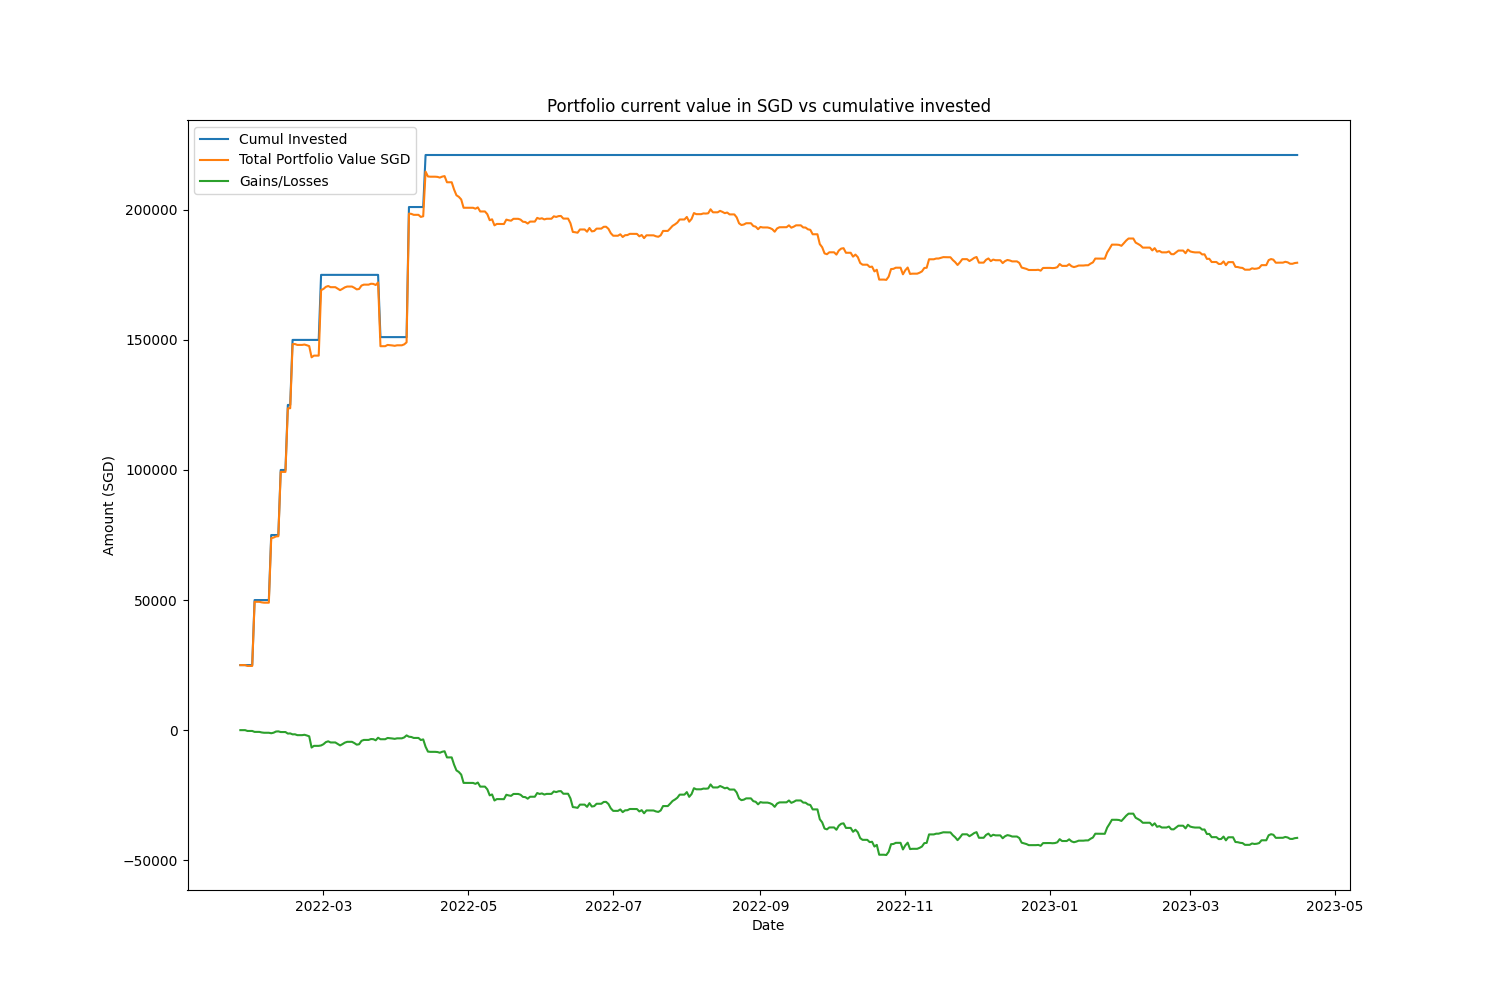 Portfolio current value in SGD vs cumulative invested
Cumul Invested
Total Portfolio Value SGD
Gains/Losses
200000
150000
100000
50000
0
−50000
Amount (SGD)
2022-03 2022-05 2022-07 2022-09 2022-11 2023-01 2023-03 2023-05
Date